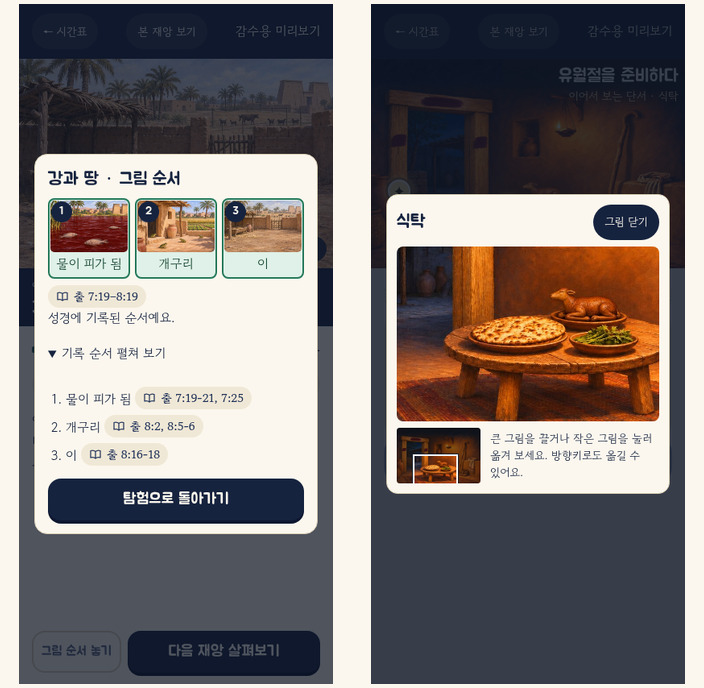 ← 시간표
본 재앙 보기
감수용 미리보기
강과 땅 · 그림 순서
1
2
3
물이 피가 됨
개구리
이
출 7:19–8:19
성경에 기록된 순서예요.
▼ 기록 순서 펼쳐 보기
1. 물이 피가 됨 출 7:19-21, 7:25
2. 개구리 출 8:2, 8:5-6
3. 이 출 8:16-18
탐험으로 돌아가기
그림 순서 놓기
다음 재앙 살펴보기
← 시간표
본 재앙 보기
감수용 미리보기
유월절을 준비하다
이어서 보는 단서 · 식탁
식탁
그림 닫기
큰 그림을 끌거나 작은 그림을 눌러
옮겨 보세요. 방향키로도 옮길 수
있어요.